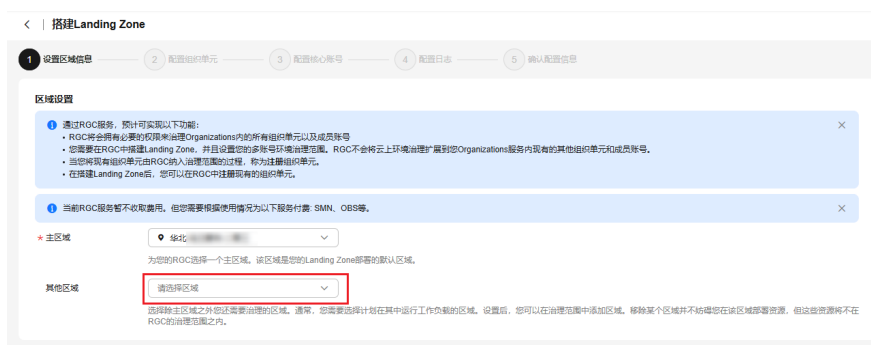 搭建Landing Zone
1 设置区域信息 2 配置组织单元 3 配置核心账号 4 配置日志 5 确认配置信息
区域设置
通过RGC服务，预计可实现以下功能：
• RGC将会拥有必要的权限来治理Organizations内的所有组织单元以及成员账号
• 您需要在RGC中搭建Landing Zone，并且设置您的多账号环境治理范围。RGC不会将云上环境治理扩展到您Organizations服务内现有的其他组织单元和成员账号。
• 当您将现有组织单元由RGC纳入治理范围的过程，称为注册组织单元。
• 在搭建Landing Zone后，您可以在RGC中注册现有的组织单元。
当前RGC服务暂不收取费用。但您需要根据使用情况为以下服务付费: SMN、OBS等。
* 主区域
华北
为您的RGC选择一个主区域。该区域是您的Landing Zone部署的默认区域。
其他区域
请选择区域
选择除主区域之外您还需要治理的区域。通常，您需要选择计划在其中运行工作负载的区域。设置后，您可以在治理范围中添加区域。移除某个区域并不妨碍您在该区域部署资源，但这些资源将不在
RGC的治理范围之内。